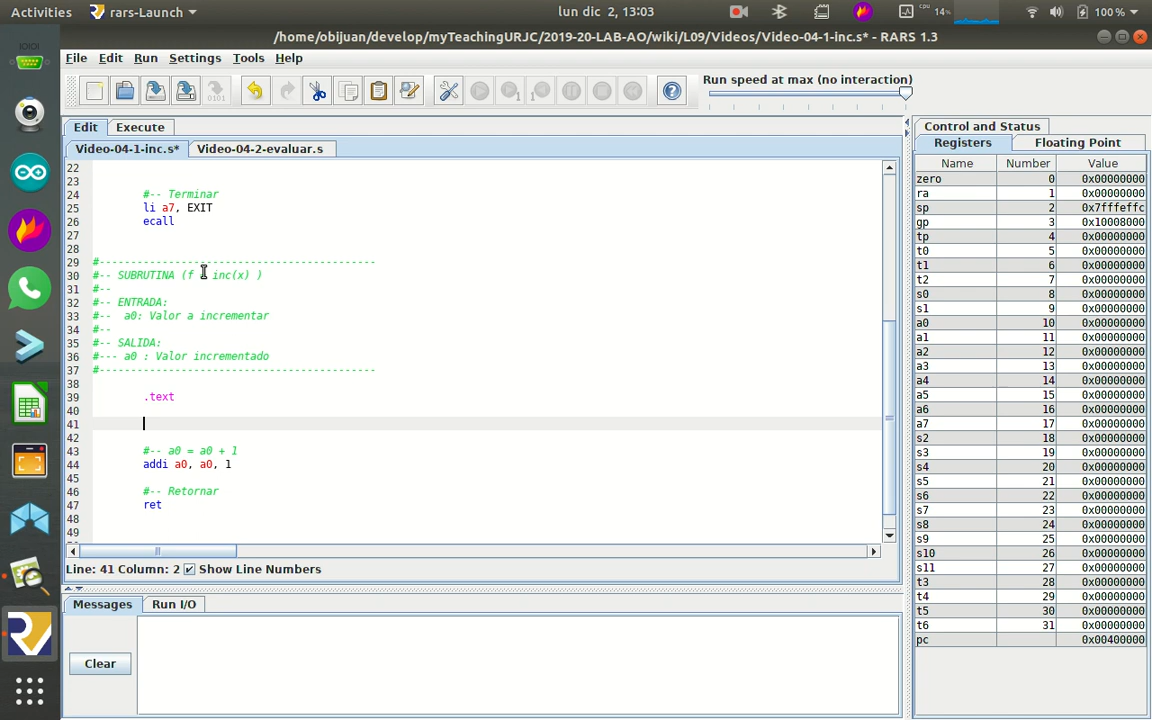 Activities
rars-Launch
lun dic 2, 13:03
cpu 14%
100 %
/home/obijuan/develop/myTeachingURJC/2019-20-LAB-AO/wiki/L09/Videos/Video-04-1-inc.s* - RARS 1.3
File Edit Run Settings Tools Help
Run speed at max (no interaction)
Edit Execute
Video-04-1-inc.s* Video-04-2-evaluar.s
22
23
24 #-- Terminar
25 li a7, EXIT
26 ecall
27
28
29 #-------------------------------------------
30 #-- SUBRUTINA (f inc(x) )
31 #--
32 #-- ENTRADA:
33 #-- a0: Valor a incrementar
34 #--
35 #-- SALIDA:
36 #--- a0 : Valor incrementado
37 #-------------------------------------------
38
39 .text
40
41
42
43 #-- a0 = a0 + 1
44 addi a0, a0, 1
45
46 #-- Retornar
47 ret
48
49
Line: 41 Column: 2 Show Line Numbers
Messages Run I/O
Clear
Control and Status
Registers Floating Point
Name Number Value
zero 0 0x00000000
ra 1 0x00000000
sp 2 0x7fffeffc
gp 3 0x10008000
tp 4 0x00000000
t0 5 0x00000000
t1 6 0x00000000
t2 7 0x00000000
s0 8 0x00000000
s1 9 0x00000000
a0 10 0x00000000
a1 11 0x00000000
a2 12 0x00000000
a3 13 0x00000000
a4 14 0x00000000
a5 15 0x00000000
a6 16 0x00000000
a7 17 0x00000000
s2 18 0x00000000
s3 19 0x00000000
s4 20 0x00000000
s5 21 0x00000000
s6 22 0x00000000
s7 23 0x00000000
s8 24 0x00000000
s9 25 0x00000000
s10 26 0x00000000
s11 27 0x00000000
t3 28 0x00000000
t4 29 0x00000000
t5 30 0x00000000
t6 31 0x00000000
pc 0x00400000